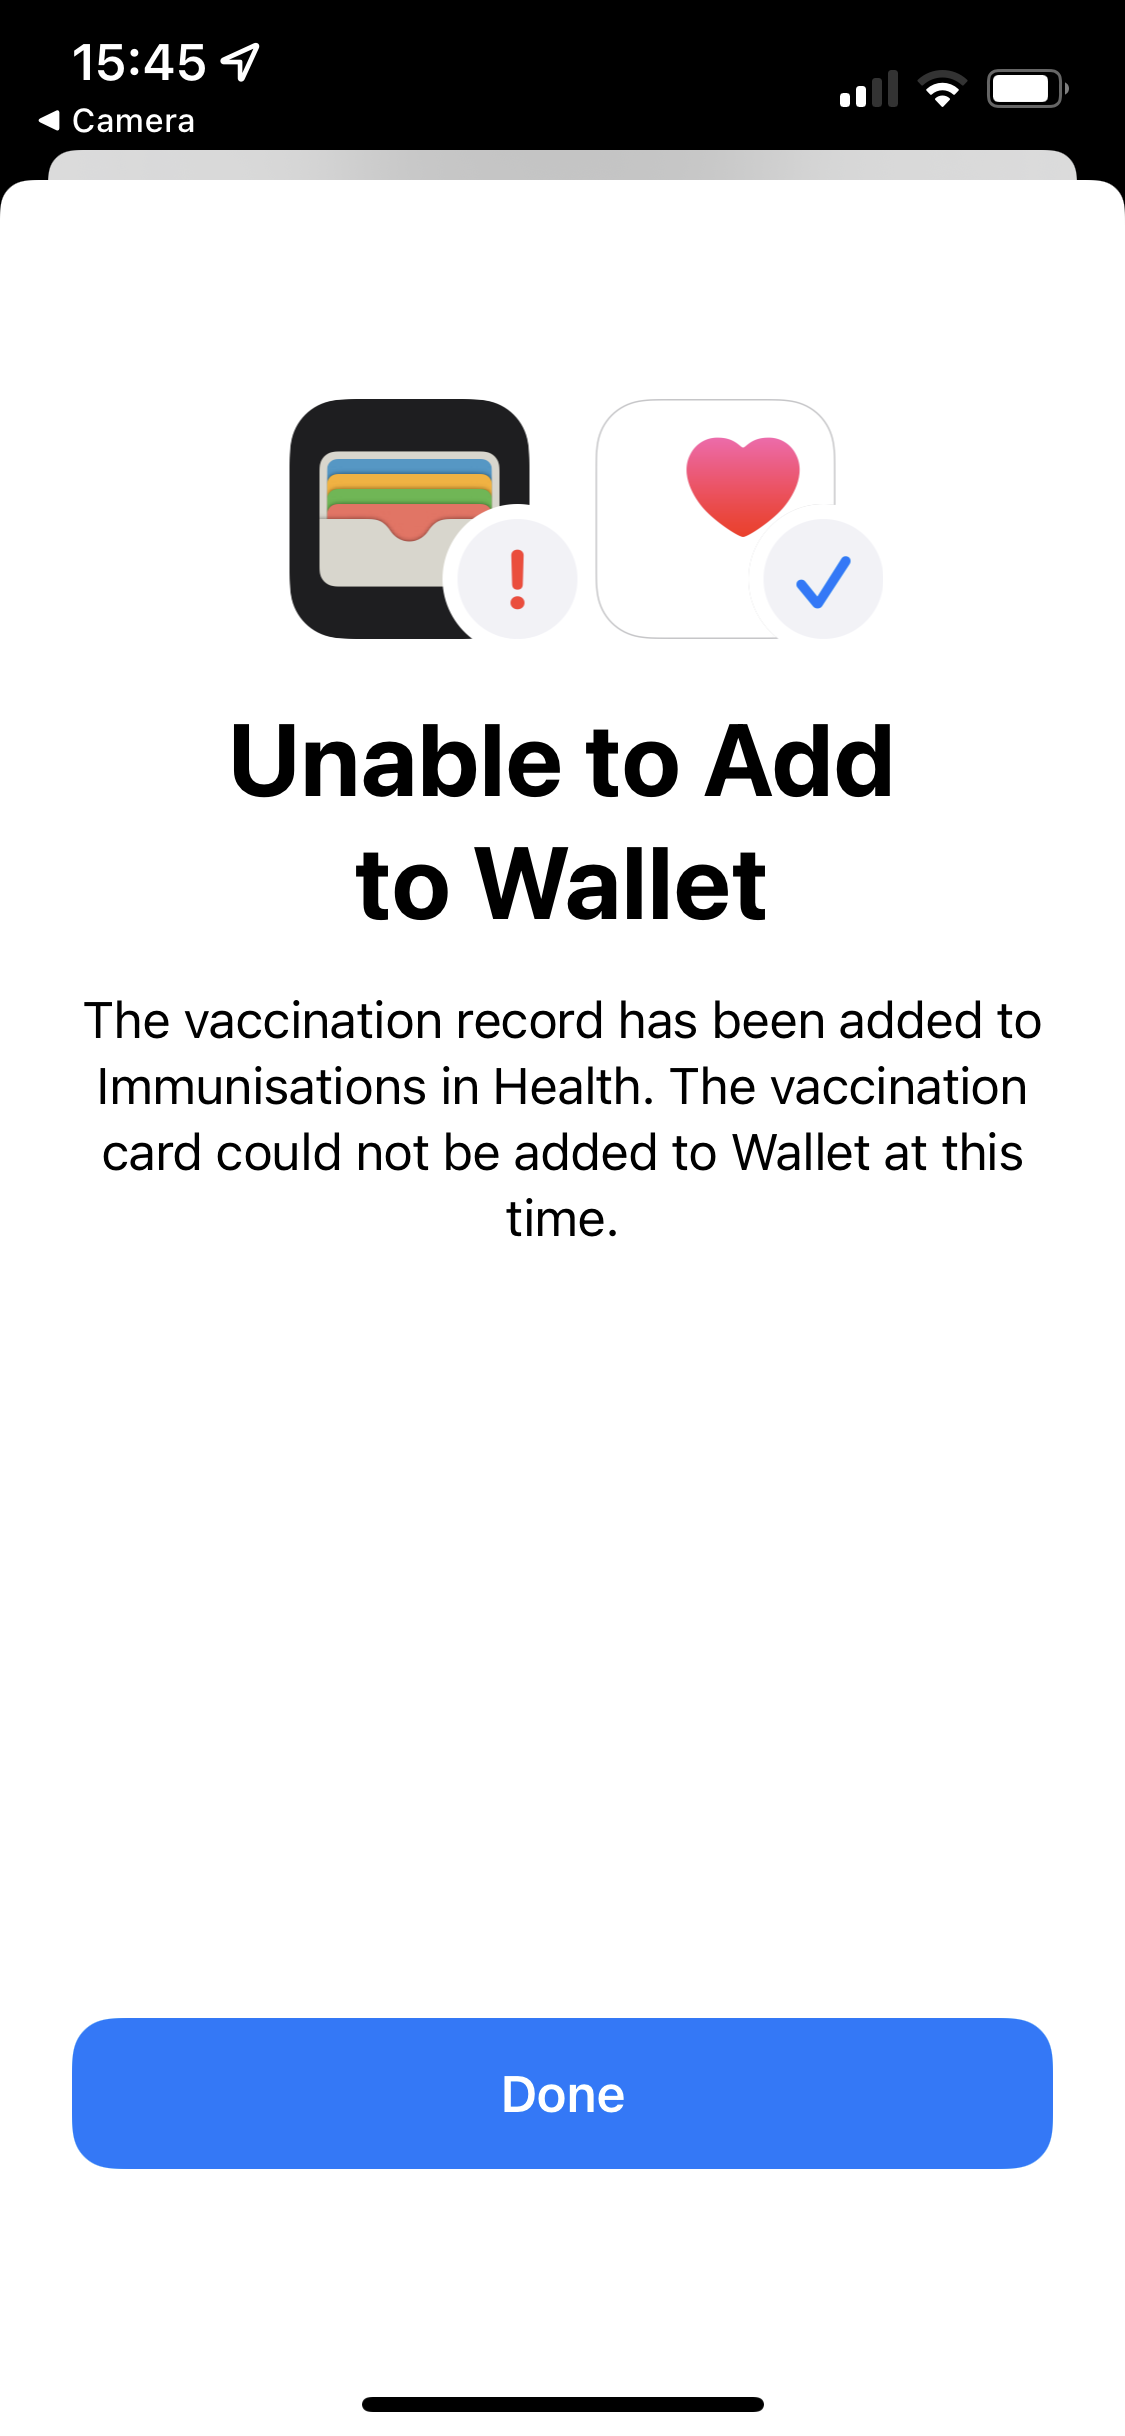 15:45
Camera
Unable to Add
to Wallet
The vaccination record has been added to
Immunisations in Health. The vaccination
card could not be added to Wallet at this
time.
Done